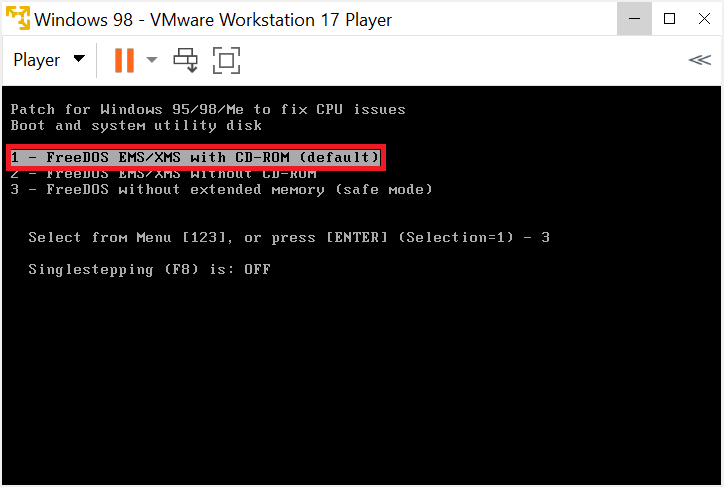 Windows 98 - VMware Workstation 17 Player
Player
Patch for Windows 95/98/Me to fix CPU issues
Boot and system utility disk
1 - FreeDOS EMS/XMS with CD-ROM (default)
2 - FreeDOS EMS/XMS without CD-ROM
3 - FreeDOS without extended memory (safe mode)
Select from Menu [123], or press [ENTER] (Selection=1) - 3
Singlestepping (F8) is: OFF